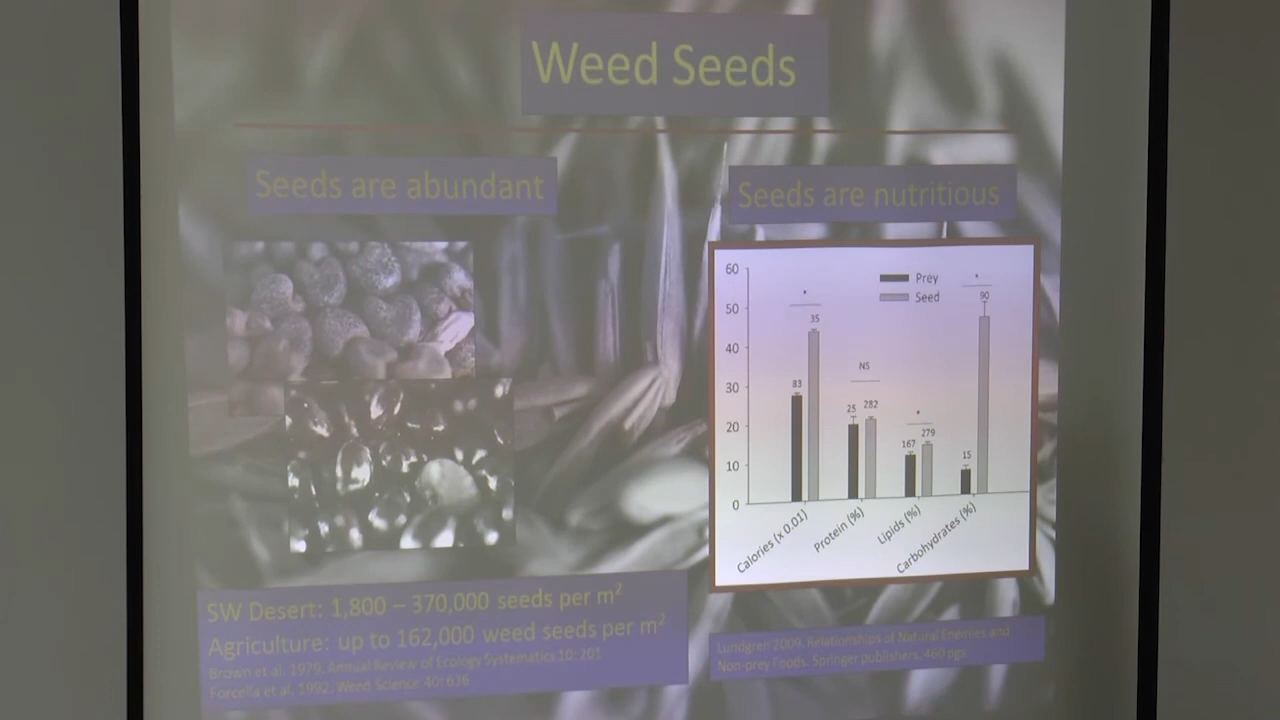 Weed Seeds
Seeds are abundant
Seeds are nutritious
60
50
40
30
20
10
0
Prey
Seed
*
83
35
NS
25
282
*
167
279
*
15
90
Calories (x 0.01)
Protein (%)
Lipids (%)
Carbohydrates (%)
SW Desert: 1,800 – 370,000 seeds per m²
Agriculture: up to 162,000 weed seeds per m²
Brown et al. 1979. Annual Review of Ecology Systematics 10: 201
Forcella et al. 1992. Weed Science 40:636
Lundgren 2009. Relationships of Natural Enemies and
Non-prey Foods. Springer publishers. 460 pgs